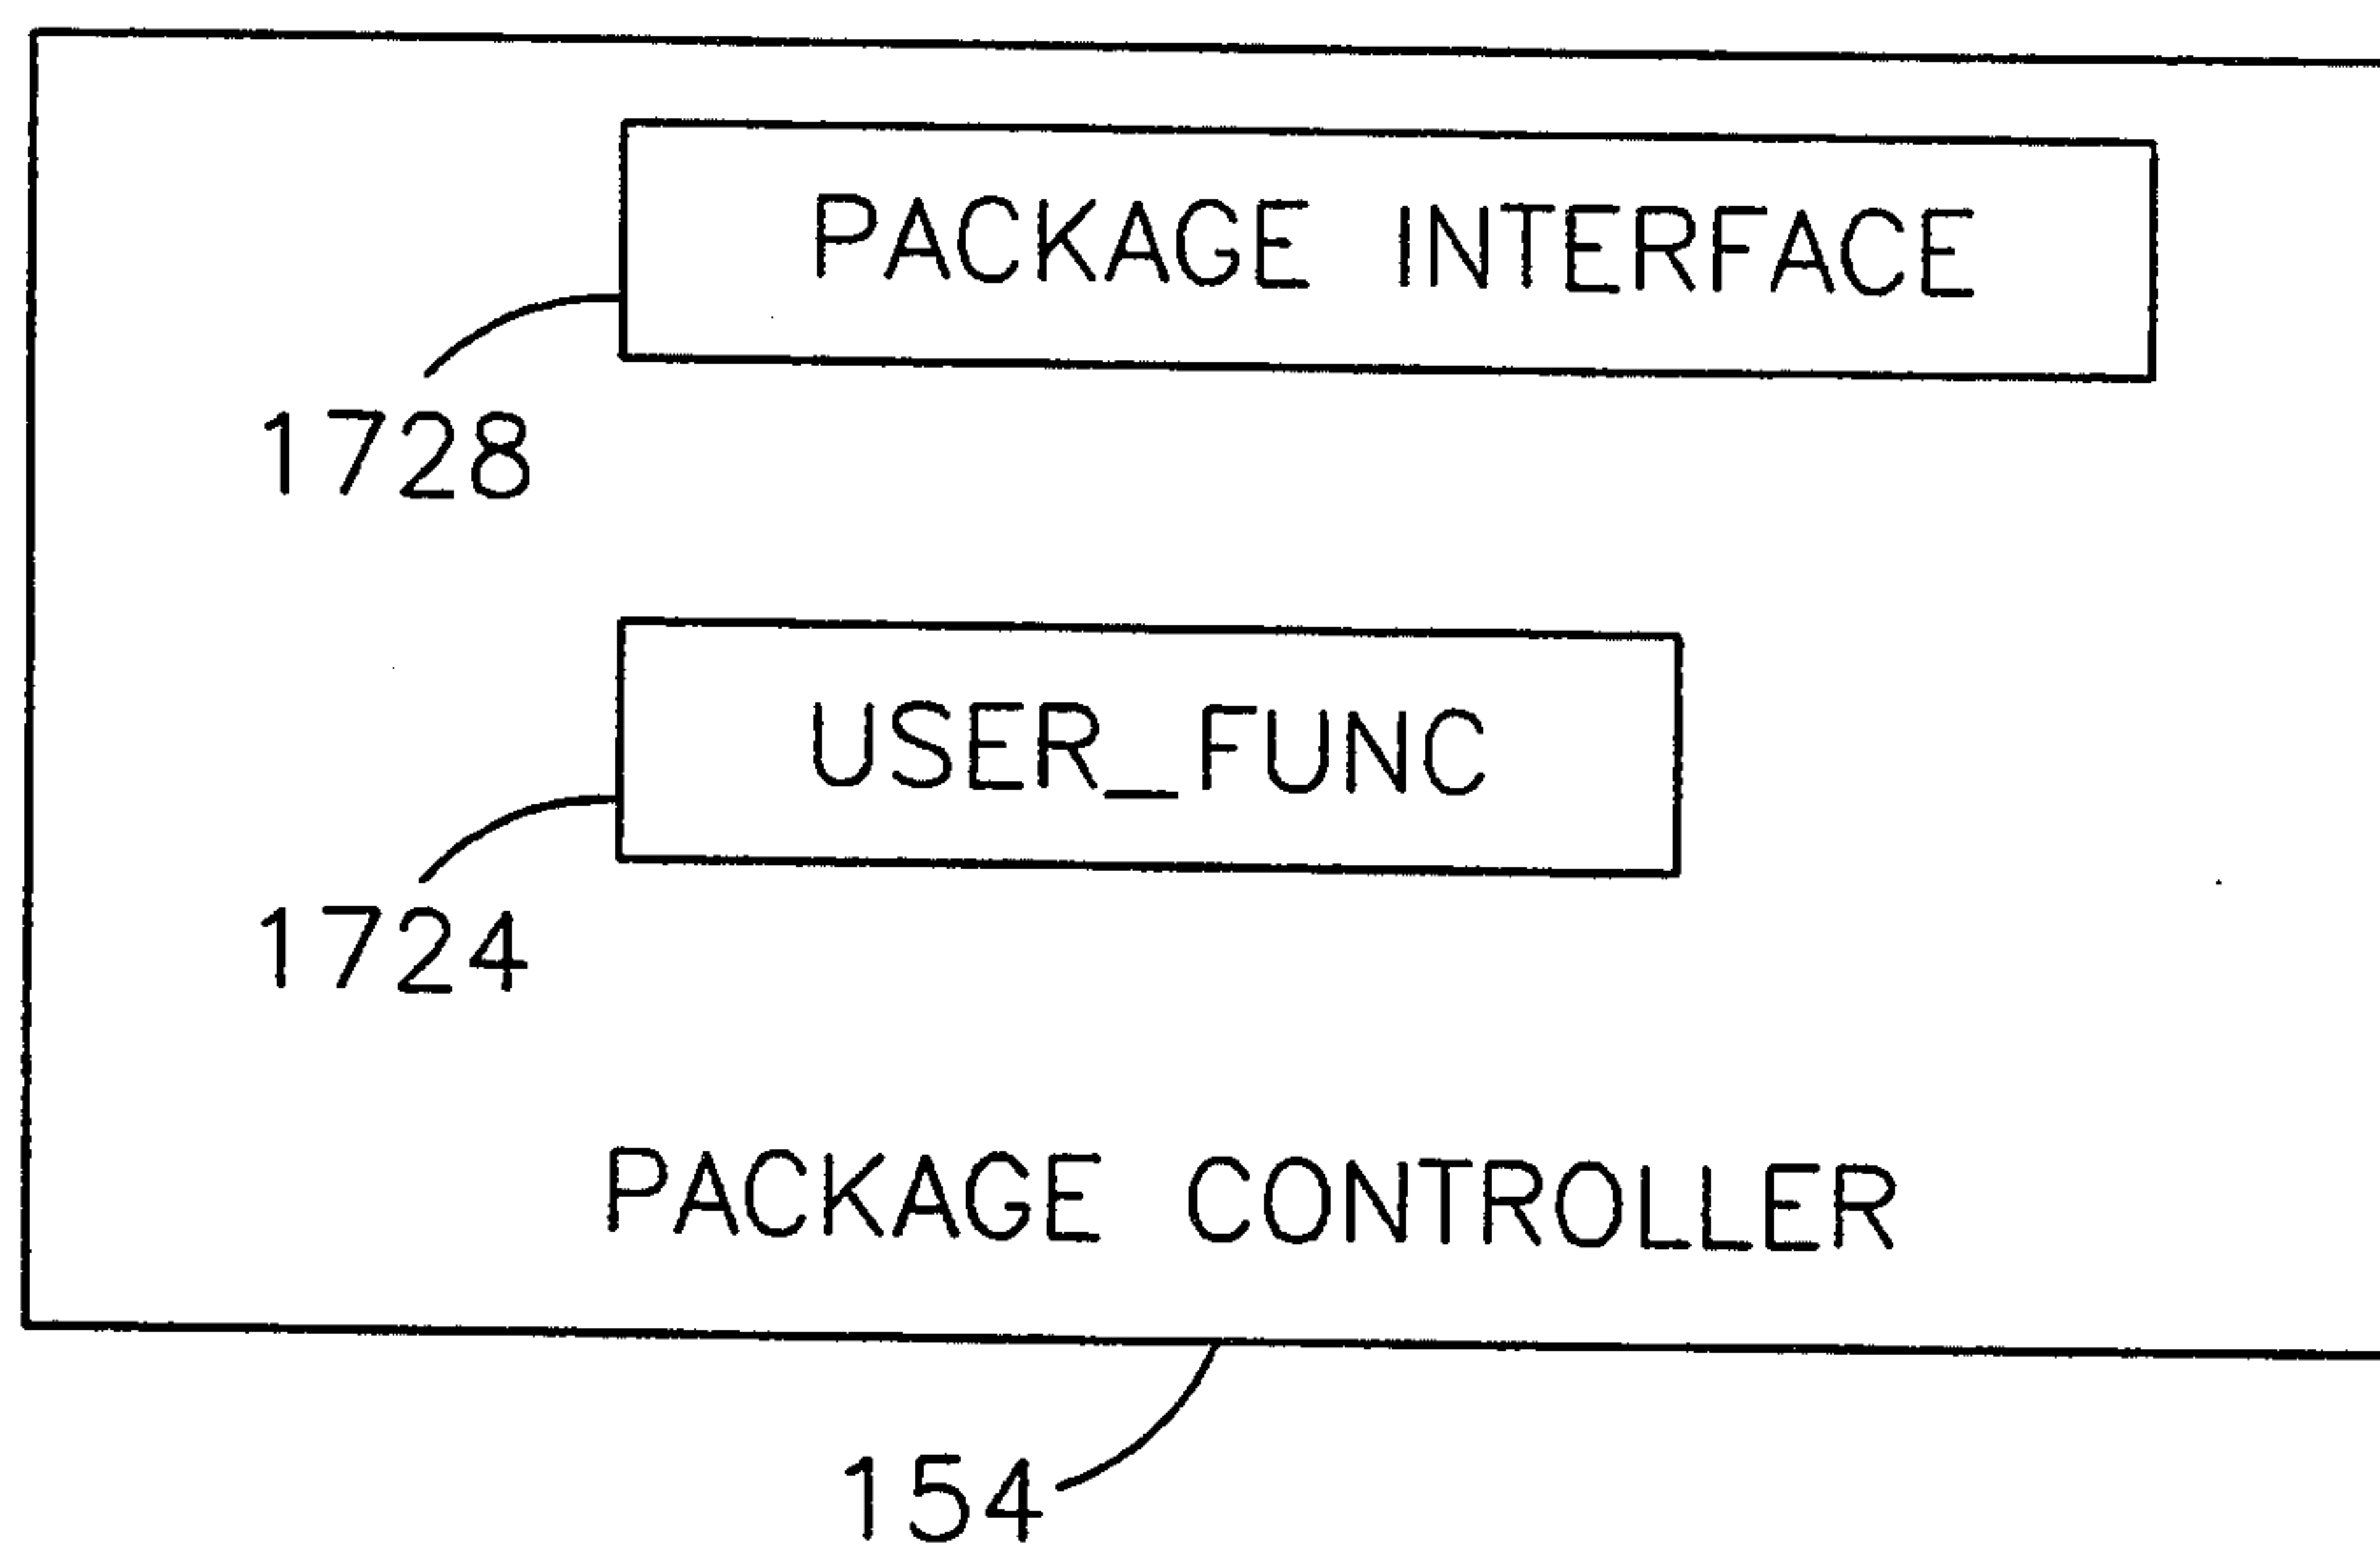 PACKAGE INTERFACE
1728
USER_FUNC
1724
PACKAGE CONTROLLER
154